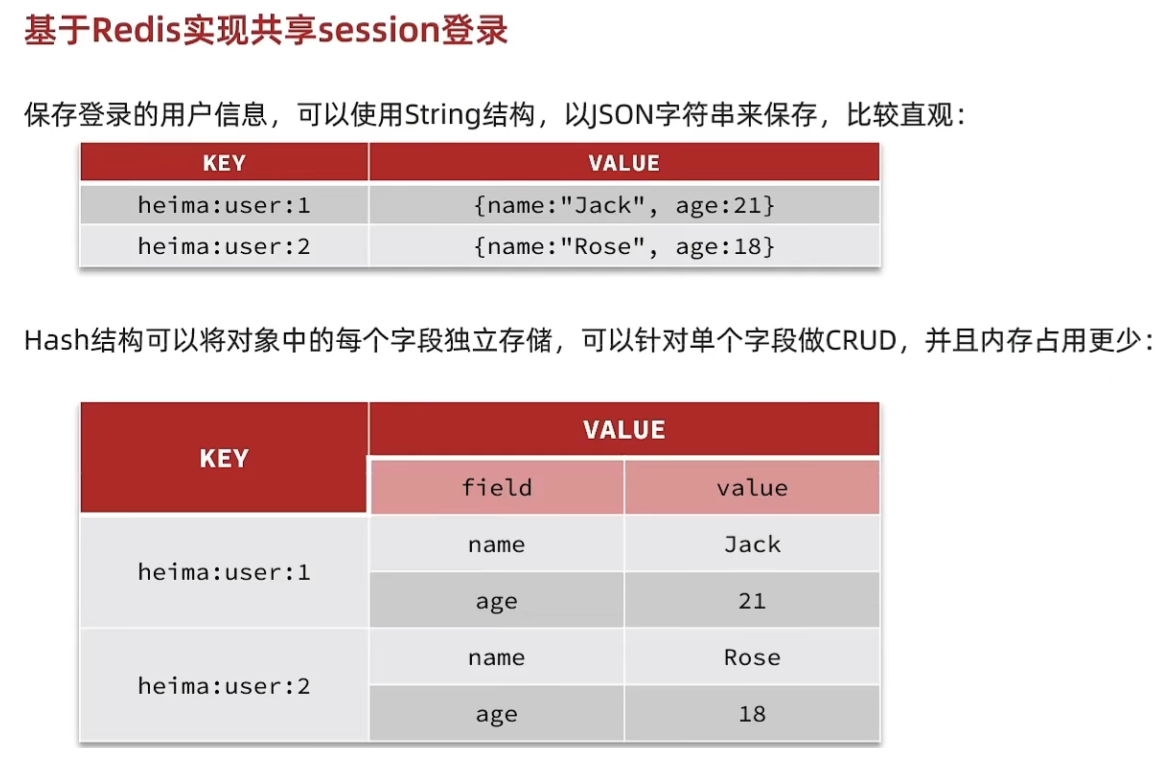 基于Redis实现共享session登录
保存登录的用户信息，可以使用String结构，以JSON字符串来保存，比较直观：
KEY VALUE
heima:user:1 {name:"Jack", age:21}
heima:user:2 {name:"Rose", age:18}
Hash结构可以将对象中的每个字段独立存储，可以针对单个字段做CRUD，并且内存占用更少：
KEY VALUE
field value
heima:user:1 name Jack
age 21
heima:user:2 name Rose
age 18